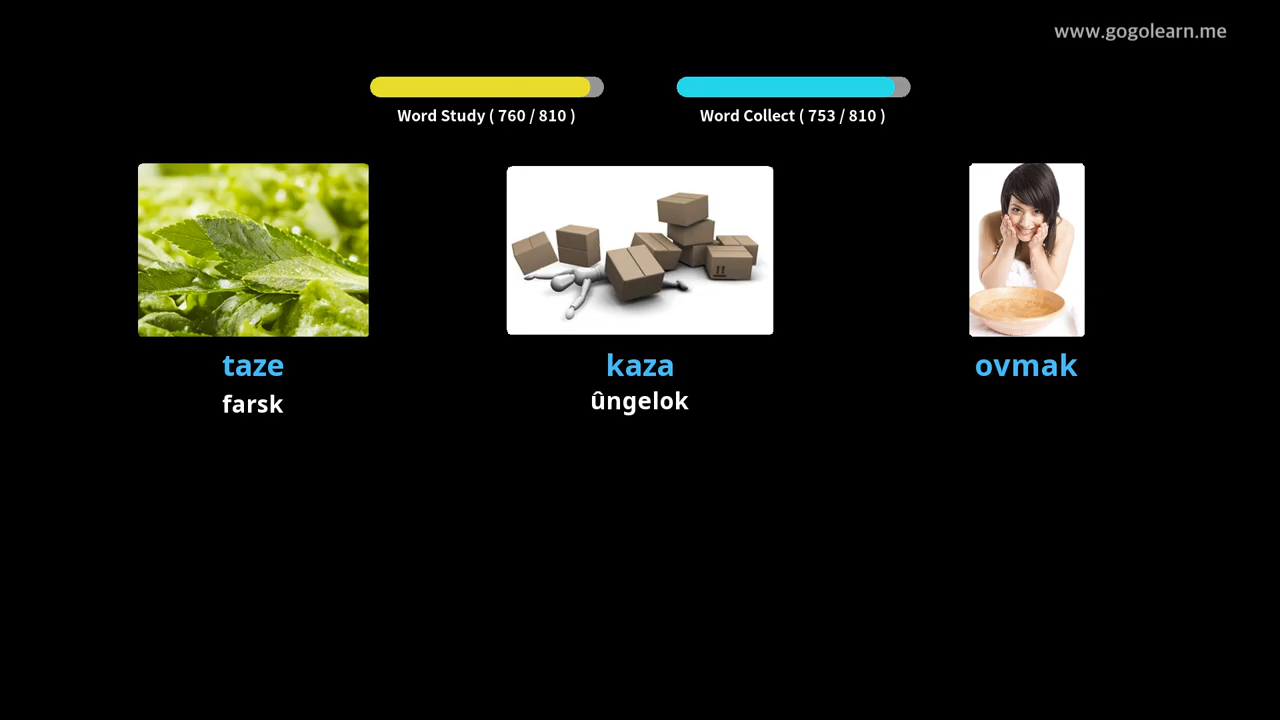 www.gogolearn.me
Word Study ( 760 / 810 )
Word Collect ( 753 / 810 )
taze
kaza
ovmak
farsk
ûngelok